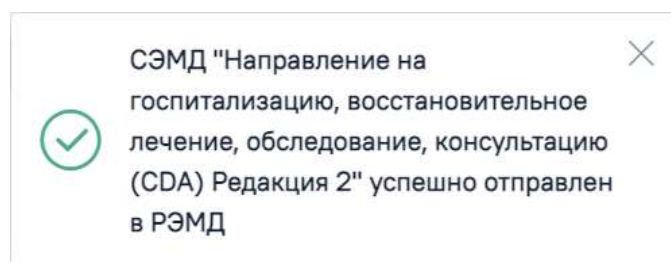 СЭМД "Направление на
госпитализацию, восстановительное
лечение, обследование, консультацию
(CDA) Редакция 2" успешно отправлен
в РЭМД